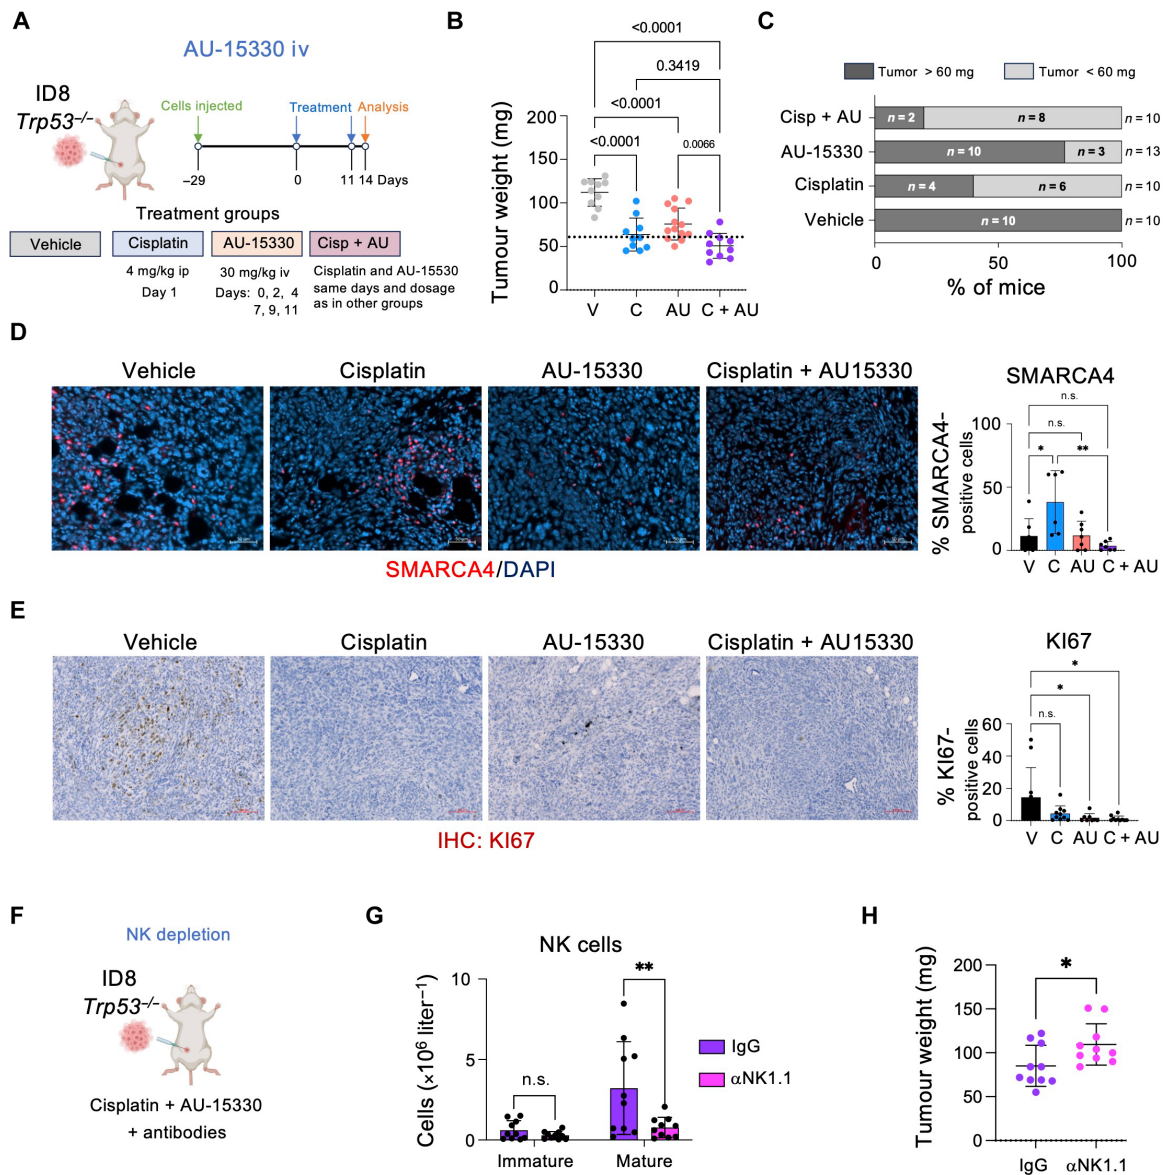 A
AU-15330 iv
ID8
Trp53–/–
Cells injected
Treatment
Analysis
–29
0
11
14
Days
Treatment groups
Vehicle
Cisplatin
AU-15330
Cisp + AU
4 mg/kg ip
Day 1
30 mg/kg iv
Days: 0, 2, 4
7, 9, 11
Cisplatin and AU-15530
same days and dosage
as in other groups
B
<0.0001
0.3419
<0.0001
<0.0001
0.0066
Tumour weight (mg)
200
150
100
50
0
V
C
AU
C + AU
C
Tumor > 60 mg
Tumor < 60 mg
Cisp + AU
n = 2
n = 8
n = 10
AU-15330
n = 10
n = 3
n = 13
Cisplatin
n = 4
n = 6
n = 10
Vehicle
n = 10
n = 10
0
50
100
% of mice
D
Vehicle
Cisplatin
AU-15330
Cisplatin + AU15330
SMARCA4/DAPI
SMARCA4
n.s.
n.s.
*
**
% SMARCA4-
positive cells
100
50
0
V
C
AU
C + AU
E
Vehicle
Cisplatin
AU-15330
Cisplatin + AU15330
IHC: KI67
KI67
*
*
n.s.
% KI67-
positive cells
60
40
20
0
V
C
AU
C + AU
F
NK depletion
ID8
Trp53–/–
Cisplatin + AU-15330
+ antibodies
G
NK cells
Cells (×10⁶ liter⁻¹)
10
5
0
n.s.
**
Immature
Mature
IgG
αNK1.1
H
Tumour weight (mg)
200
150
100
50
0
*
IgG
αNK1.1